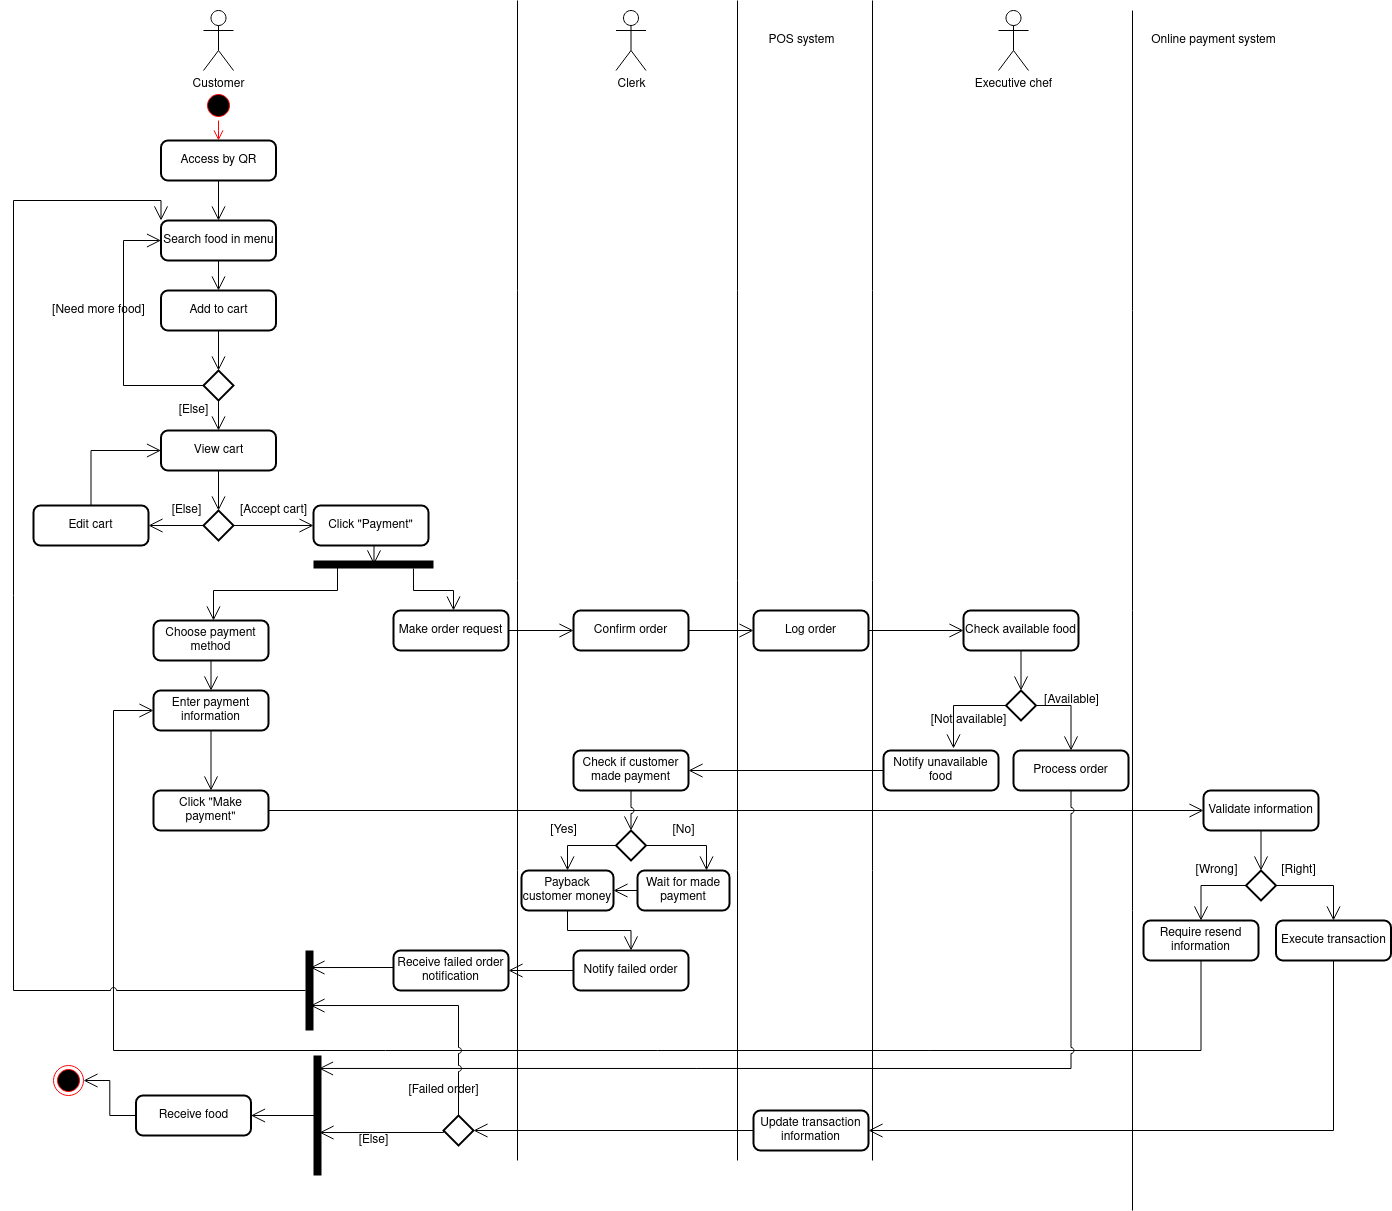 POS system
Online payment system
Customer
Clerk
Executive chef
Access by QR
Search food in menu
[Need more food]
Add to cart
[Else]
View cart
[Else]
[Accept cart]
Edit cart
Click "Payment"
Choose payment
method
Make order request
Confirm order
Log order
Check available food
Enter payment
information
[Available]
[Not available]
Check if customer
made payment
Notify unavailable
food
Process order
Click "Make
payment"
Validate information
[Yes]
[No]
[Wrong]
[Right]
Payback
customer money
Wait for made
payment
Require resend
information
Execute transaction
Receive failed order
notification
Notify failed order
[Failed order]
Receive food
[Else]
Update transaction
information